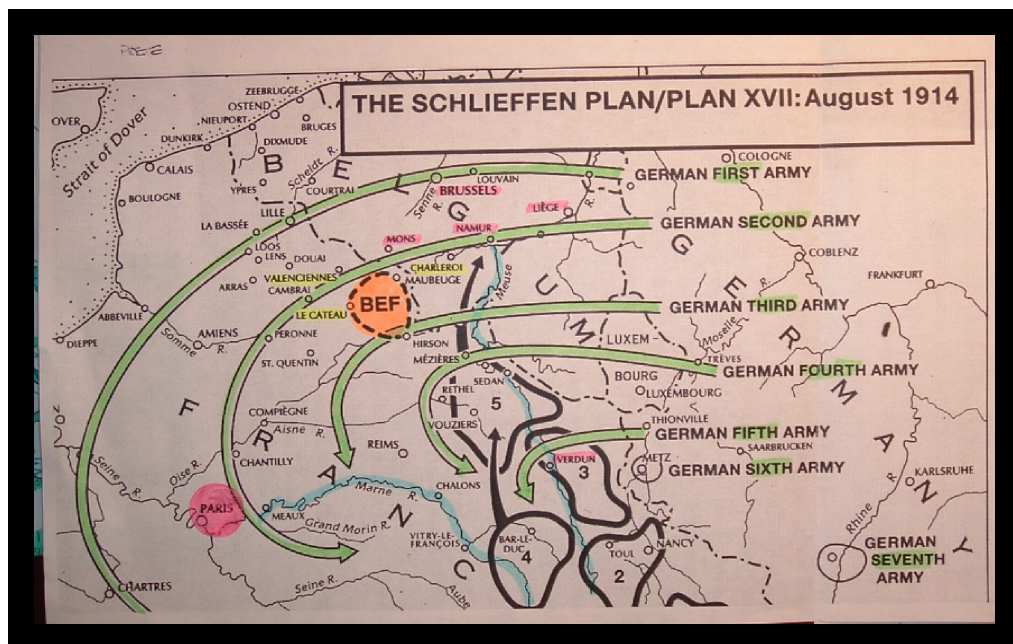 THE SCHLIEFFEN PLAN/PLAN XVII: August 1914
OVER
Strait of Dover
ZEEBRUGGE
OSTEND
NIEUPORT
BRUGES
DUNKIRK
DIXMUDE
CALAIS
YPRES
Scheldt R.
COURTRAI
BOULOGNE
LILLE
LA BASSÉE
LOOS
LENS
DOUAI
ARRAS
VALENCIENNES
CAMBRAI
LE CATEAU
BEF
MONS
CHARLEROI
MAUBEUGE
NAMUR
BRUSSELS
LOUVAIN
Senne R.
LIÈGE
R.
Meuse
BELGIUM
COLOGNE
GERMAN FIRST ARMY
GERMAN SECOND ARMY
COBLENZ
FRANKFURT
GERMAN THIRD ARMY
Moselle R.
TRÈVES
GERMAN FOURTH ARMY
LUXEM-
BOURG
LUXEMBOURG
GERMANY
ABBEVILLE
DIEPPE
Somme R.
AMIENS
PERONNE
ST. QUENTIN
HIRSON
MÉZIÈRES
SEDAN
RETHEL
5
VOUZIERS
THIONVILLE
GERMAN FIFTH ARMY
SAARBRUCKEN
METZ
GERMAN SIXTH ARMY
VERDUN
3
KARLSRUHE
Rhine R.
COMPIÈGNE
Aisne R.
REIMS
FRANC
Seine R.
Oise R.
CHANTILLY
PARIS
MEAUX
Marne R.
CHALONS
Grand Morin R.
VITRY-LE-
FRANÇOIS
BAR-LE-
DUC
4
TOUL
NANCY
2
GERMAN
SEVENTH
ARMY
CHARTRES
Seine R.
Aube